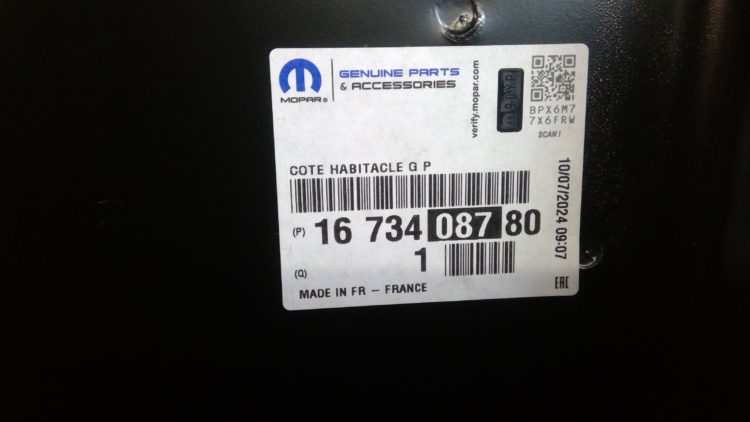 MOPAR®
GENUINE PARTS
& ACCESSORIES
verify.mopar.com
BPX6M7
7X6FRW
SCAN!
COTE HABITACLE G P
(P) 16 734 087 80
(Q) 1
MADE IN FR – FRANCE
10/07/2024 09:07
EAC